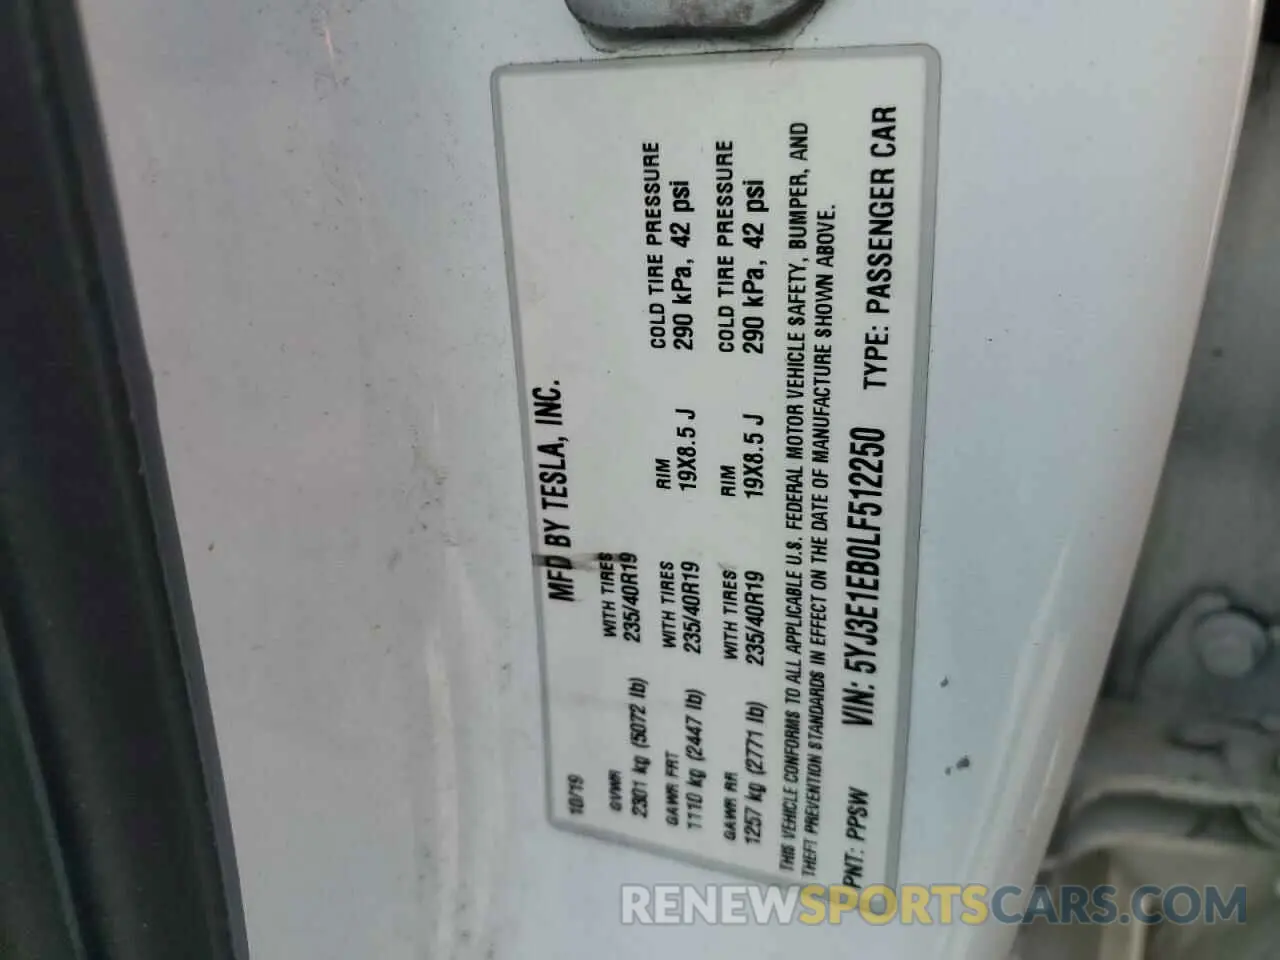 MFD BY TESLA, INC.
10/19
GVWR
2301 kg (5072 lb)
WITH TIRES
235/40R19
GAWR FRT
1110 kg (2447 lb)
WITH TIRES
235/40R19
RIM
19X8.5 J
COLD TIRE PRESSURE
290 kPa, 42 psi
GAWR RR
1257 kg (2771 lb)
WITH TIRES
235/40R19
RIM
19X8.5 J
COLD TIRE PRESSURE
290 kPa, 42 psi
THIS VEHICLE CONFORMS TO ALL APPLICABLE U.S. FEDERAL MOTOR VEHICLE SAFETY, BUMPER, AND
THEFT PREVENTION STANDARDS IN EFFECT ON THE DATE OF MANUFACTURE SHOWN ABOVE.
PNT: PPSW VIN: 5YJ3E1EB0LF512250 TYPE: PASSENGER CAR
RENEWSPORTSCARS.COM